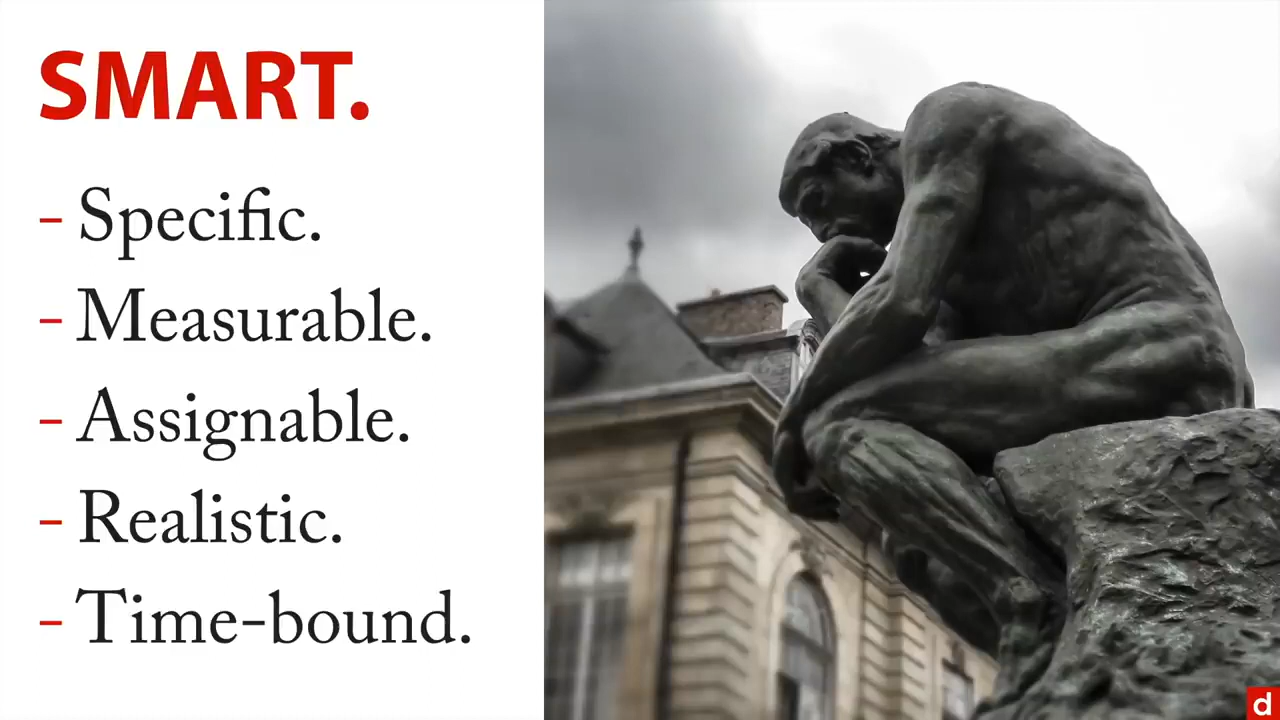 SMART.
- Specific.
- Measurable.
- Assignable.
- Realistic.
- Time-bound.
d